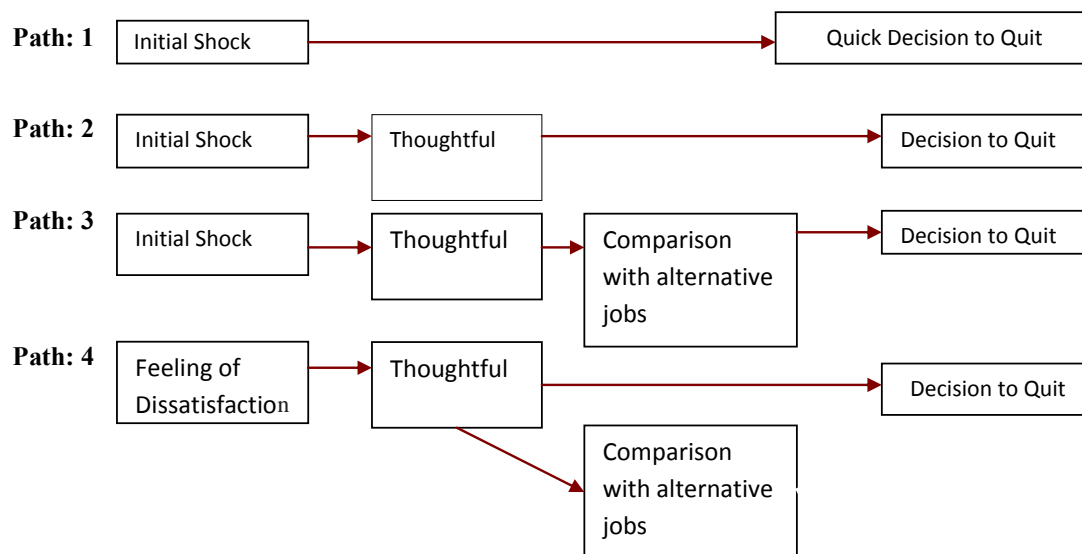 Path: 1
Initial Shock
Quick Decision to Quit
Path: 2
Initial Shock
Thoughtful
Decision to Quit
Path: 3
Initial Shock
Thoughtful
Comparison
with alternative
jobs
Decision to Quit
Path: 4
Feeling of
Dissatisfaction
Thoughtful
Decision to Quit
Comparison
with alternative
jobs